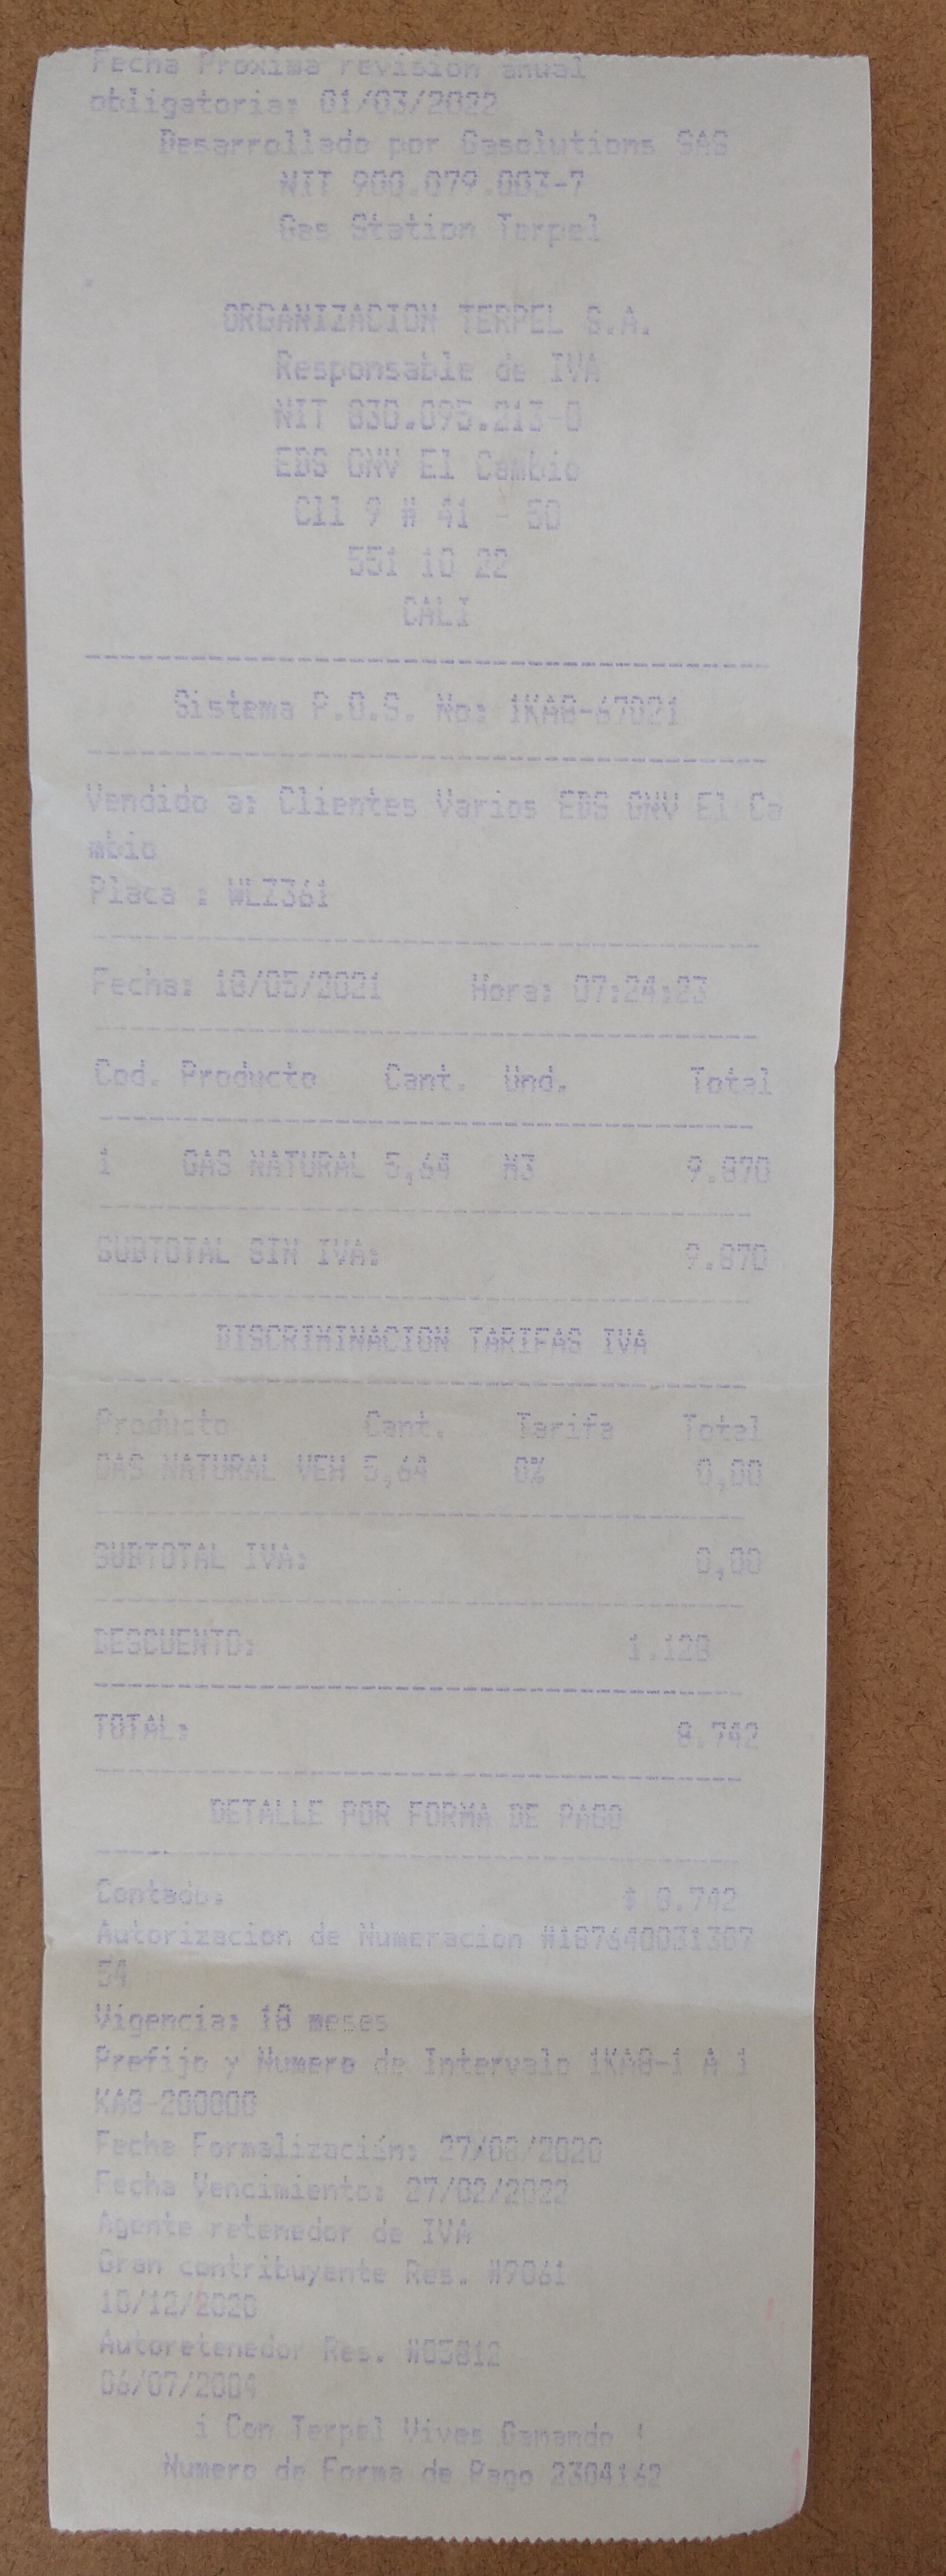 Fecha Proxima revision anual
obligatoria: 01/03/2022
Desarrollado por Gasolutions SAS
NIT 900.079.003-7
Gas Station Terpel
ORGANIZACION TERPEL S.A.
Responsable de IVA
NIT 830.095.213-0
EDS GNV El Cambio
Cll 9 # 41 - 50
551 10 22
CALI
Sistema P.O.S. No: 1KA8-67021
Vendido a: Clientes Varios EDS GNV El Ca
mbio
Placa : WLZ361
Fecha: 18/05/2021 Hora: 07:24:23
Cod. Producto Cant. Und. Total
1 GAS NATURAL 5,64 M3 9.870
SUBTOTAL SIN IVA: 9.870
DISCRIMINACION TARIFAS IVA
Producto Cant. Tarifa Total
GAS NATURAL VEH 5,64 0% 0,00
SUBTOTAL IVA: 0,00
DESCUENTO: 1.128
TOTAL: 8.742
DETALLE POR FORMA DE PAGO
Contado: $ 8.742
Autorizacion de Numeracion #187640031307
54
Vigencia: 18 meses
Prefijo y Numero de Intervalo 1KA8-1 A 1
KA8-200000
Fecha Formalización: 27/08/2020
Fecha Vencimiento: 27/02/2022
Agente retenedor de IVA
Gran contribuyente Res. #9061
10/12/2020
Autoretenedor Res. #05812
06/07/2004
¡ Con Terpel Vives Ganando !
Numero de Forma de Pago 2304162